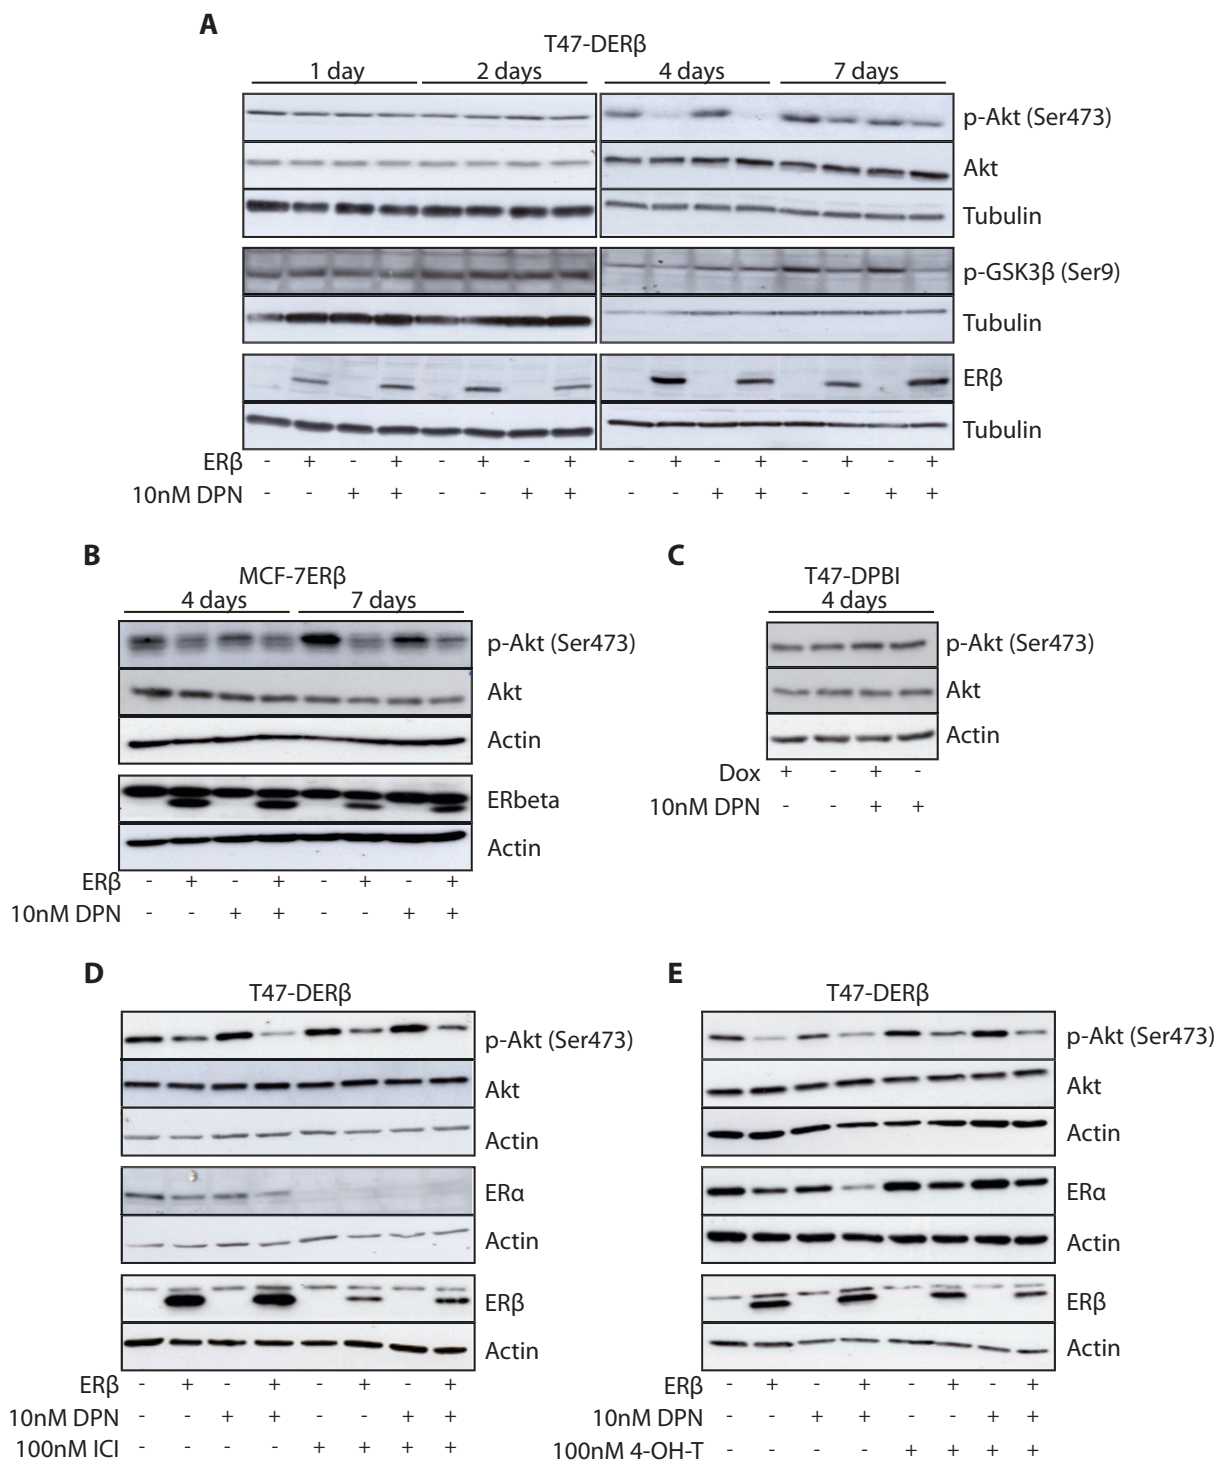 A
T47-DERβ
1 day 2 days 4 days 7 days
p-Akt (Ser473)
Akt
Tubulin
p-GSK3β (Ser9)
Tubulin
ERβ
Tubulin
ERβ - + - + - + - + - + - + - + - +
10nM DPN - - + + - - + + - - + + - - + +
B
MCF-7ERβ
4 days 7 days
p-Akt (Ser473)
Akt
Actin
ERbeta
Actin
ERβ - + - + - + - +
10nM DPN - - + + - - + +
C
T47-DPBI
4 days
p-Akt (Ser473)
Akt
Actin
Dox + - + -
10nM DPN - - + +
D
T47-DERβ
p-Akt (Ser473)
Akt
Actin
ERα
Actin
ERβ
Actin
ERβ - + - + - + - +
10nM DPN - - + + - - + +
100nM ICI - - - - + + + +
E
T47-DERβ
p-Akt (Ser473)
Akt
Actin
ERα
Actin
ERβ
Actin
ERβ - + - + - + - +
10nM DPN - - + + - - + +
100nM 4-OH-T - - - - + + + +